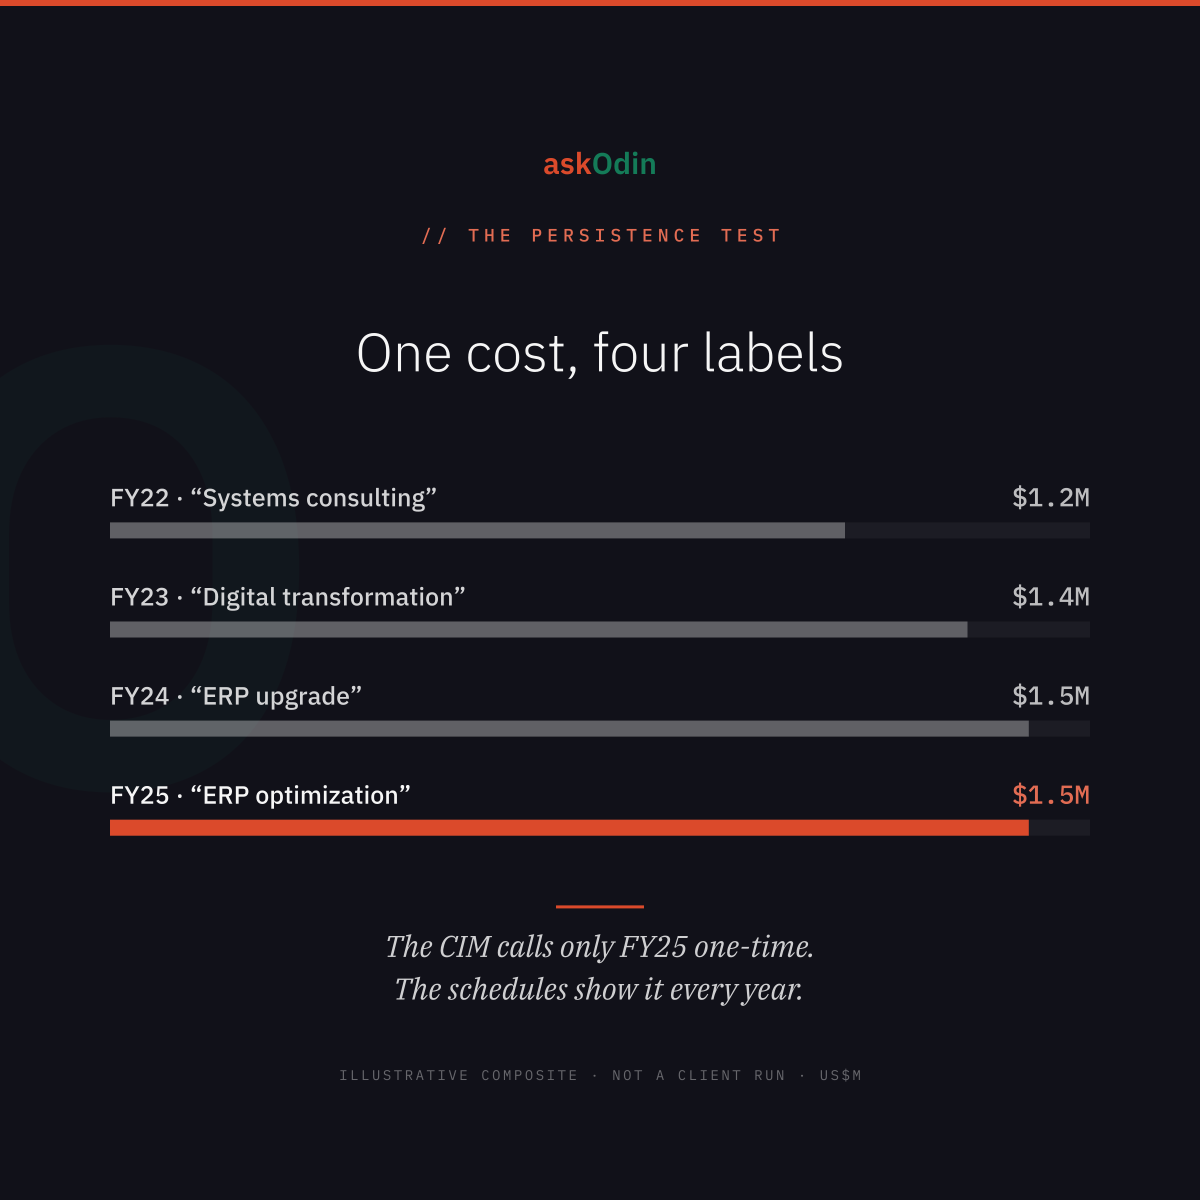 askOdin
// THE PERSISTENCE TEST
One cost, four labels
FY22 · “Systems consulting” $1.2M
FY23 · “Digital transformation” $1.4M
FY24 · “ERP upgrade” $1.5M
FY25 · “ERP optimization” $1.5M
The CIM calls only FY25 one-time.
The schedules show it every year.
ILLUSTRATIVE COMPOSITE · NOT A CLIENT RUN · US$M